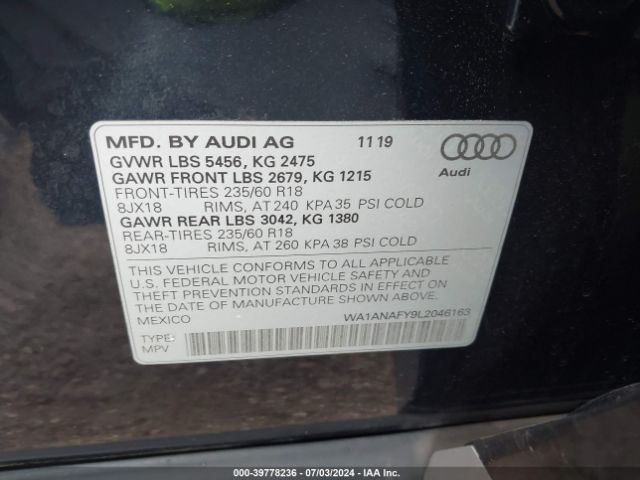 MFD. BY AUDI AG 11 19
GVWR LBS 5456, KG 2475
GAWR FRONT LBS 2679, KG 1215
FRONT-TIRES 235/60 R18
8JX18 RIMS, AT 240 KPA 35 PSI COLD
GAWR REAR LBS 3042, KG 1380
REAR-TIRES 235/60 R18
8JX18 RIMS, AT 260 KPA 38 PSI COLD
Audi
THIS VEHICLE CONFORMS TO ALL APPLICABLE
U.S. FEDERAL MOTOR VEHICLE SAFETY AND
THEFT PREVENTION STANDARDS IN EFFECT ON
THE DATE OF MANUFACTURE SHOWN ABOVE.
MEXICO WA1ANAFY9L2046163
TYPE:
MPV
000-39778236 - 07/03/2024 - IAA Inc.